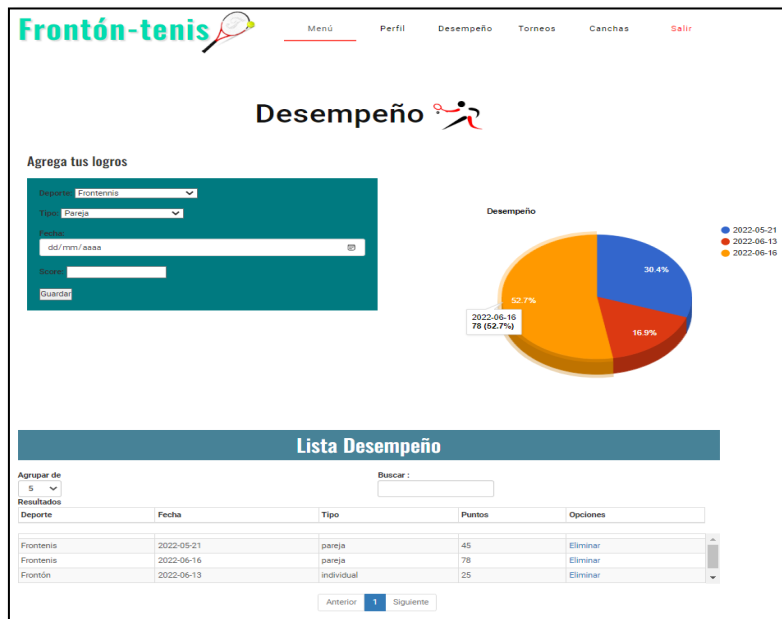 Frontón-tenis
Menú Perfil Desempeño Torneos Canchas Salir
Desempeño
Agrega tus logros
Deporte: Frontennis
Tipo: Pareja
Fecha:
dd/mm/aaaa
Score:
Guardar
Desempeño
30.4%
16.9%
52.7%
2022-06-16
78 (52.7%)
2022-05-21
2022-06-13
2022-06-16
Lista Desempeño
Agrupar de
5
Resultados
Buscar :
Deporte Fecha Tipo Puntos Opciones
Frontenis 2022-05-21 pareja 45 Eliminar
Frontenis 2022-06-16 pareja 78 Eliminar
Frontón 2022-06-13 individual 25 Eliminar
Anterior 1 Siguiente